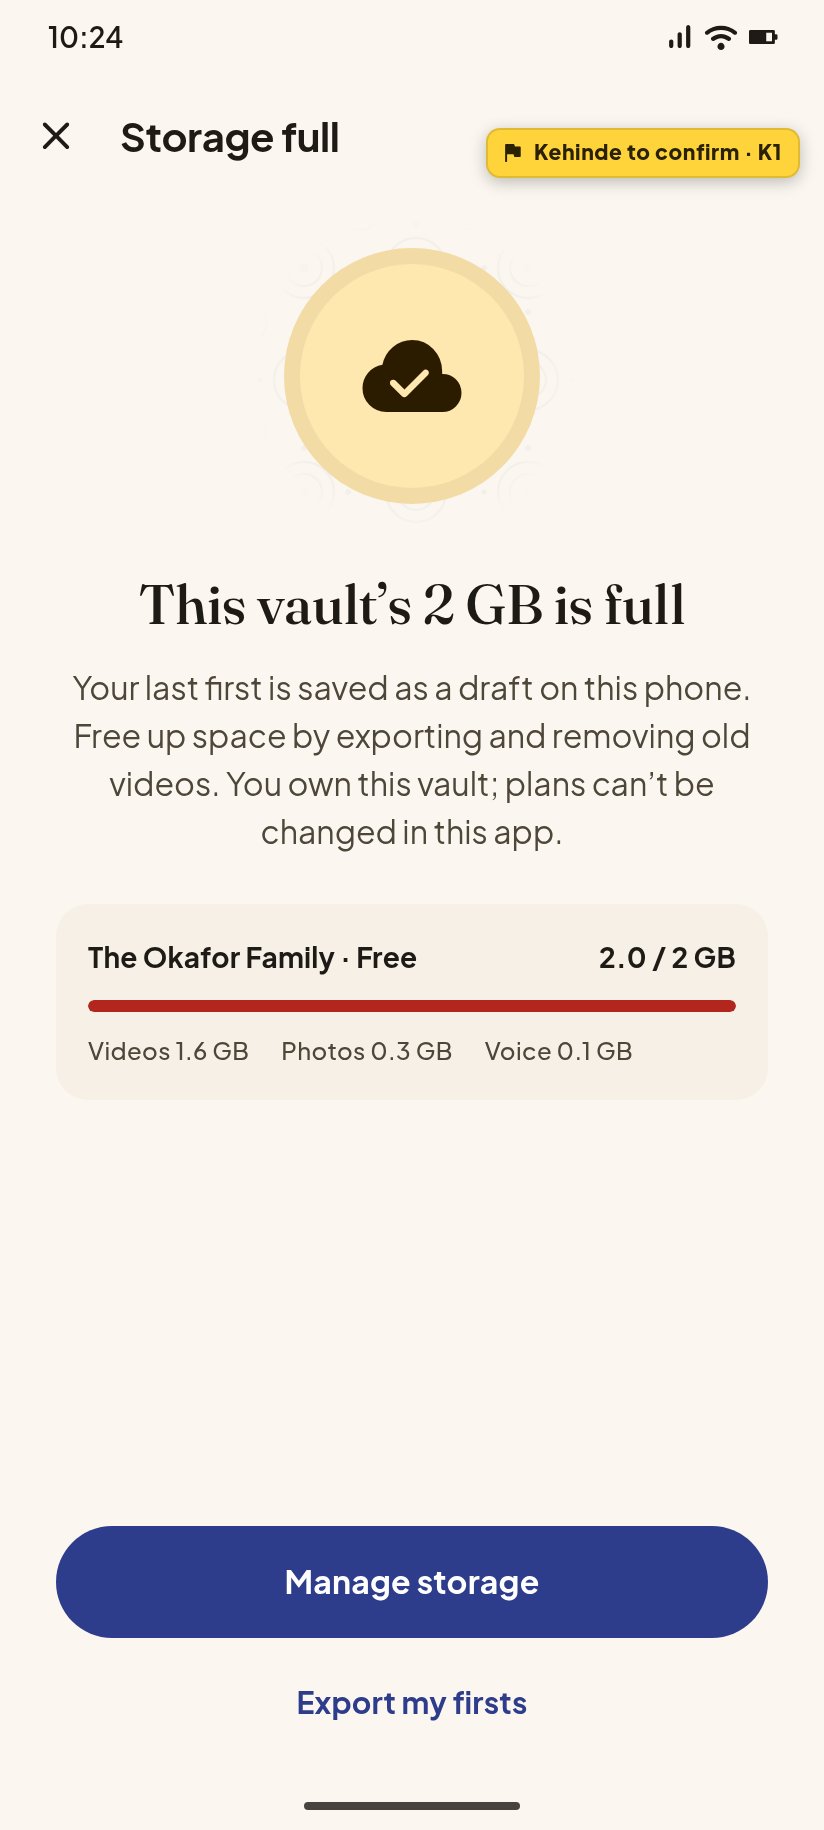 10:24
Storage full
Kehinde to confirm · K1
This vault’s 2 GB is full
Your last first is saved as a draft on this phone.
Free up space by exporting and removing old
videos. You own this vault; plans can’t be
changed in this app.
The Okafor Family · Free 2.0 / 2 GB
Videos 1.6 GB Photos 0.3 GB Voice 0.1 GB
Manage storage
Export my firsts